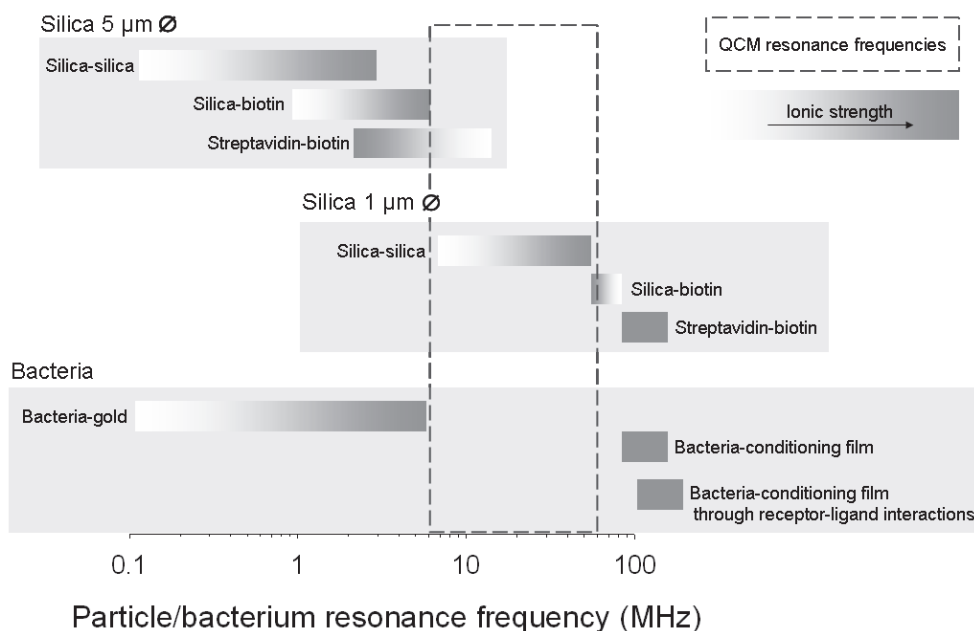 Silica 5 µm Ø
Silica-silica
Silica-biotin
Streptavidin-biotin
QCM resonance frequencies
Ionic strength
Silica 1 µm Ø
Silica-silica
Silica-biotin
Streptavidin-biotin
Bacteria
Bacteria-gold
Bacteria-conditioning film
Bacteria-conditioning film
through receptor-ligand interactions
0.1 1 10 100
Particle/bacterium resonance frequency (MHz)